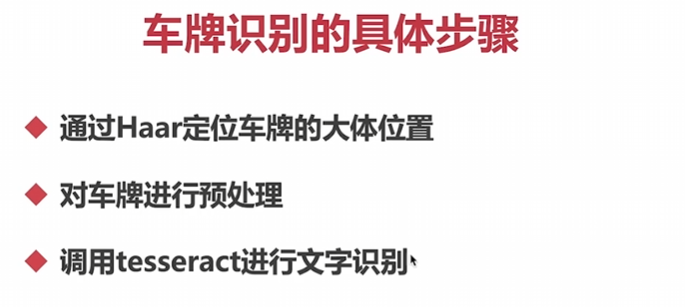 车牌识别的具体步骤
通过Haar定位车牌的大体位置
对车牌进行预处理
调用tesseract进行文字识别